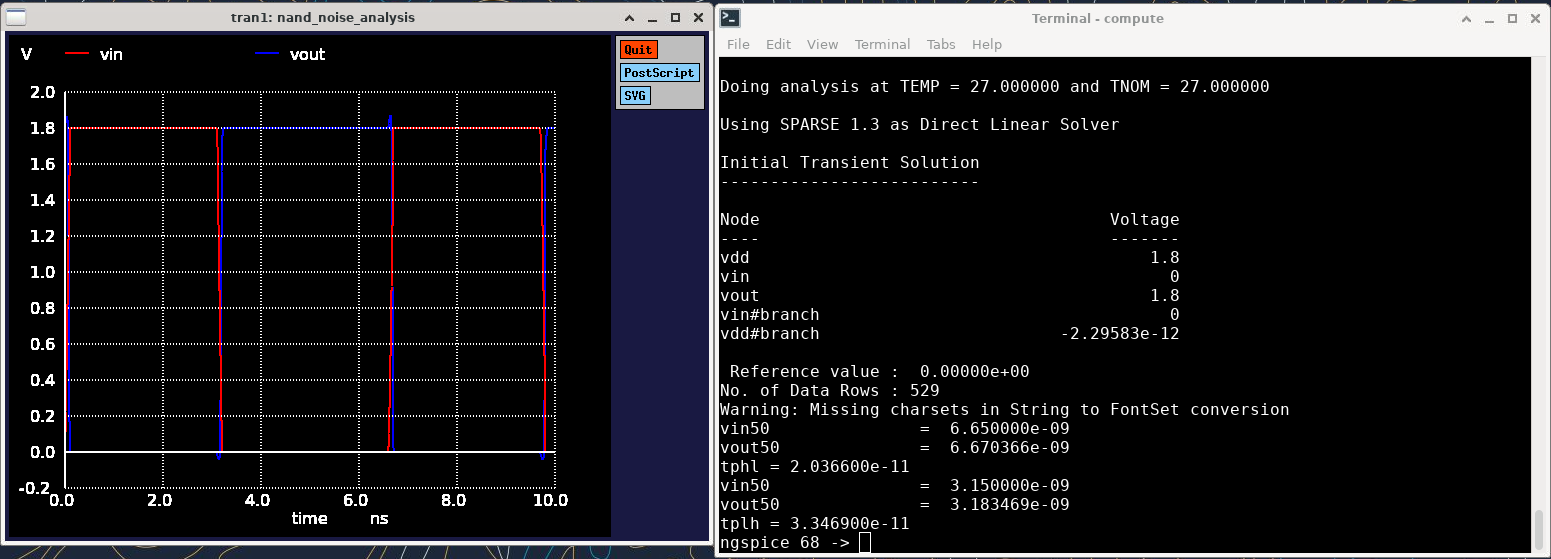 tran1: nand_noise_analysis
V vin vout
Quit
PostScript
SVG
2.0
1.8
1.6
1.4
1.2
1.0
0.8
0.6
0.4
0.2
0.0
-0.2
0.0 2.0 4.0 6.0 8.0 10.0
time ns
Terminal - compute
File Edit View Terminal Tabs Help
Doing analysis at TEMP = 27.000000 and TNOM = 27.000000
Using SPARSE 1.3 as Direct Linear Solver
Initial Transient Solution
--------------------------
Node Voltage
---- -------
vdd 1.8
vin 0
vout 1.8
vin#branch 0
vdd#branch -2.29583e-12
Reference value : 0.00000e+00
No. of Data Rows : 529
Warning: Missing charsets in String to FontSet conversion
vin50 = 6.650000e-09
vout50 = 6.670366e-09
tphl = 2.036600e-11
vin50 = 3.150000e-09
vout50 = 3.183469e-09
tplh = 3.346900e-11
ngspice 68 ->